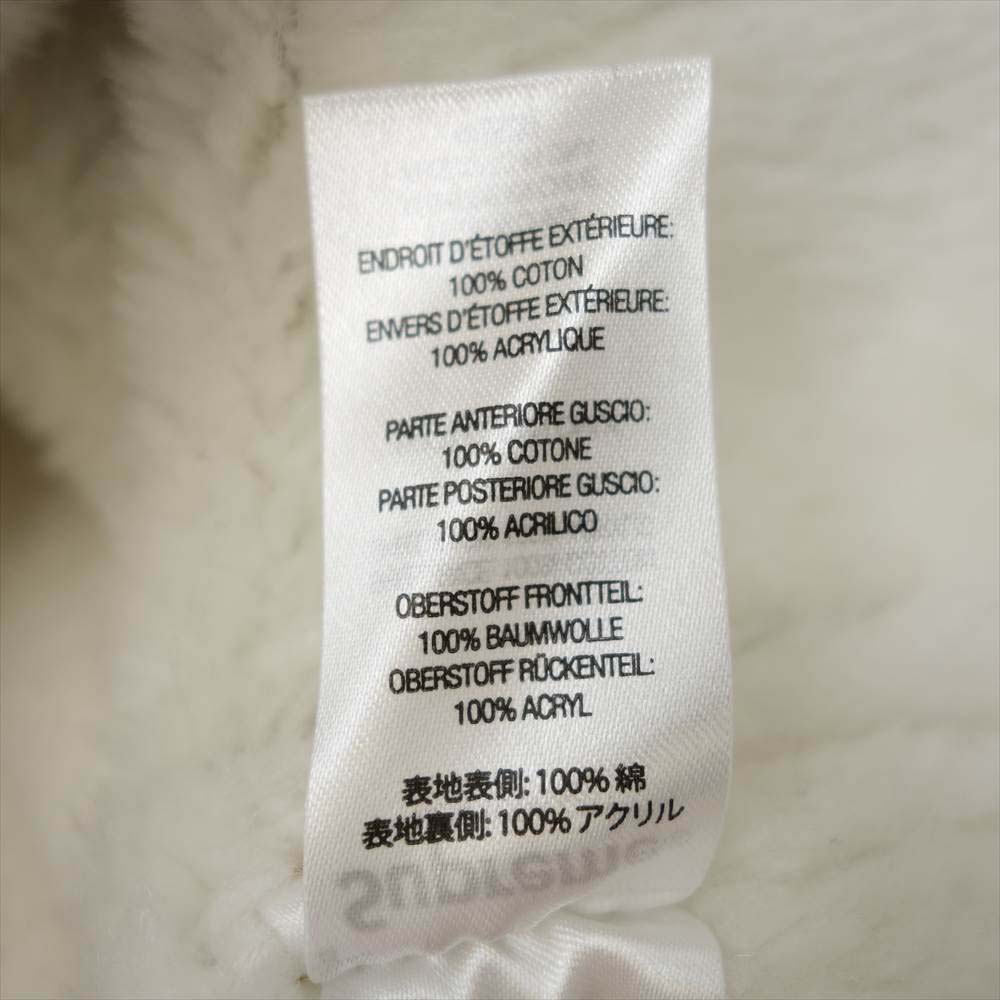 ENDROIT D'ÉTOFFE EXTÉRIEURE:
100% COTON
ENVERS D'ÉTOFFE EXTÉRIEURE:
100% ACRYLIQUE
PARTE ANTERIORE GUSCIO:
100% COTONE
PARTE POSTERIORE GUSCIO:
100% ACRILICO
OBERSTOFF FRONTTEIL:
100% BAUMWOLLE
OBERSTOFF RÜCKENTEIL:
100% ACRYL
表地表側: 100% 綿
表地裏側: 100% アクリル
Supreme